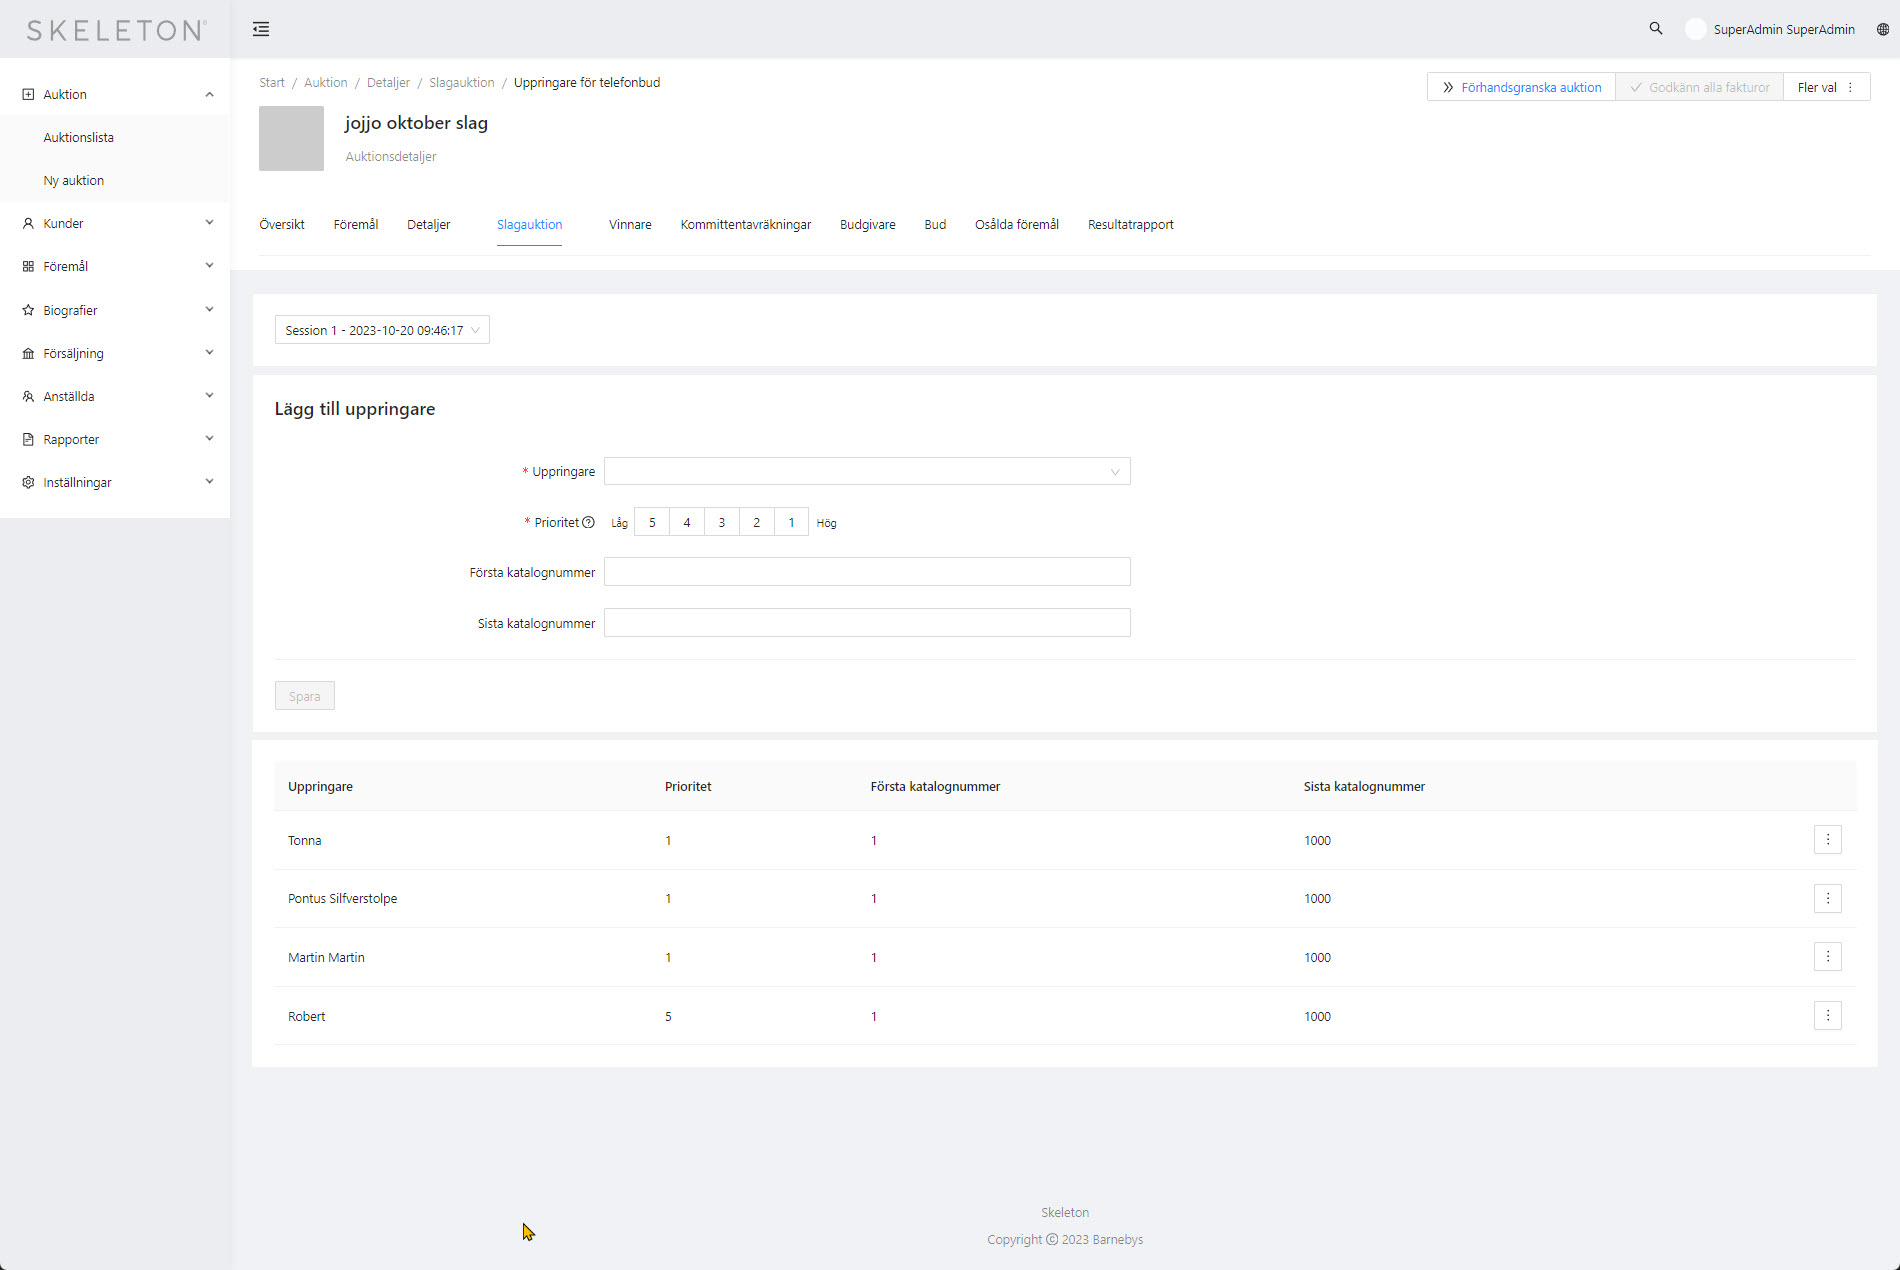 SKELETON
SuperAdmin SuperAdmin
Auktion
Auktionslista
Ny auktion
Kunder
Föremål
Biografier
Försäljning
Anställda
Rapporter
Inställningar
Start / Auktion / Detaljer / Slagauktion / Uppringare för telefonbud
Förhandsgranska auktion
Godkänn alla fakturor
Fler val
jojjo oktober slag
Auktionsdetaljer
Översikt Föremål Detaljer Slagauktion Vinnare Kommittentavräkningar Budgivare Bud Osålda föremål Resultatrapport
Session 1 - 2023-10-20 09:46:17
Lägg till uppringare
* Uppringare
* Prioritet Låg 5 4 3 2 1 Hög
Första katalognummer
Sista katalognummer
Spara
Uppringare Prioritet Första katalognummer Sista katalognummer
Tonna 1 1 1000
Pontus Silfverstolpe 1 1 1000
Martin Martin 1 1 1000
Robert 5 1 1000
Skeleton
Copyright © 2023 Barnebys